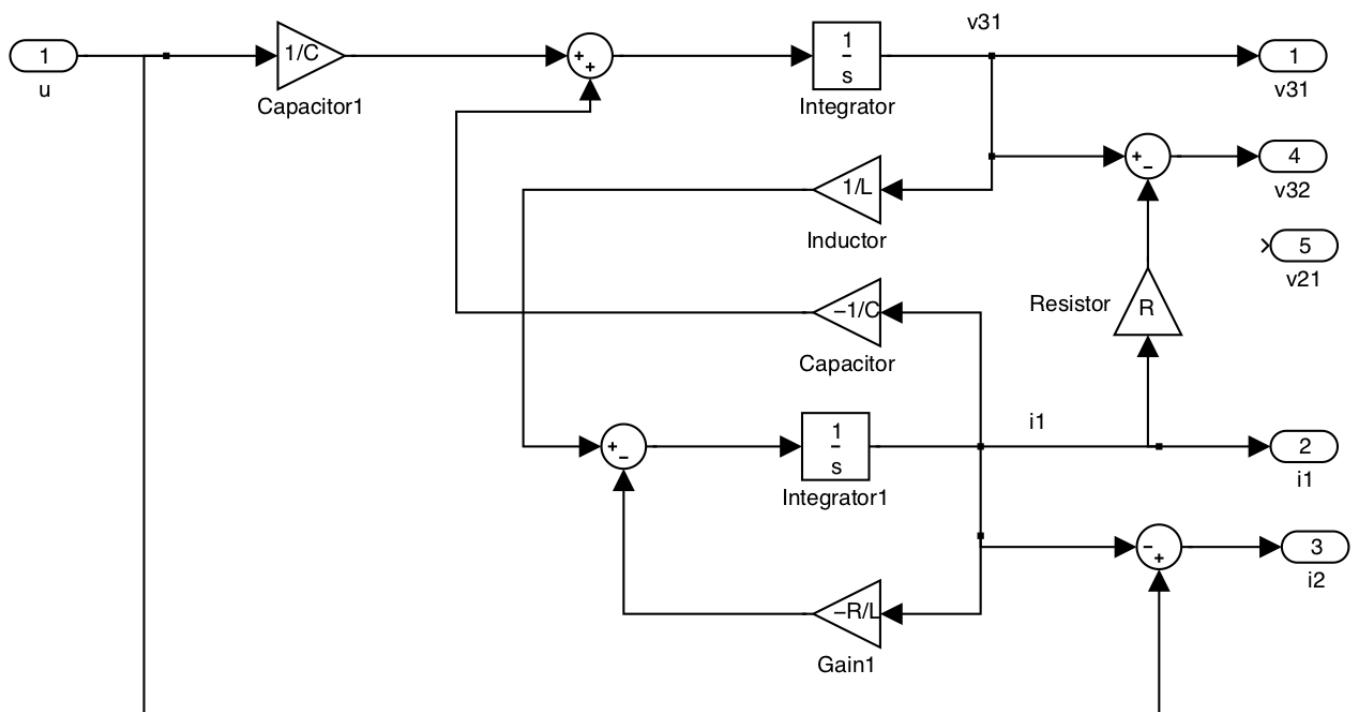 v31
1
u
1/C
Capacitor1
+
+
1
s
Integrator
1
v31
+
−
4
v32
1/L
Inductor
5
v21
Resistor
R
−1/C
Capacitor
i1
+
−
1
s
Integrator1
2
i1
−
+
3
i2
−R/L
Gain1